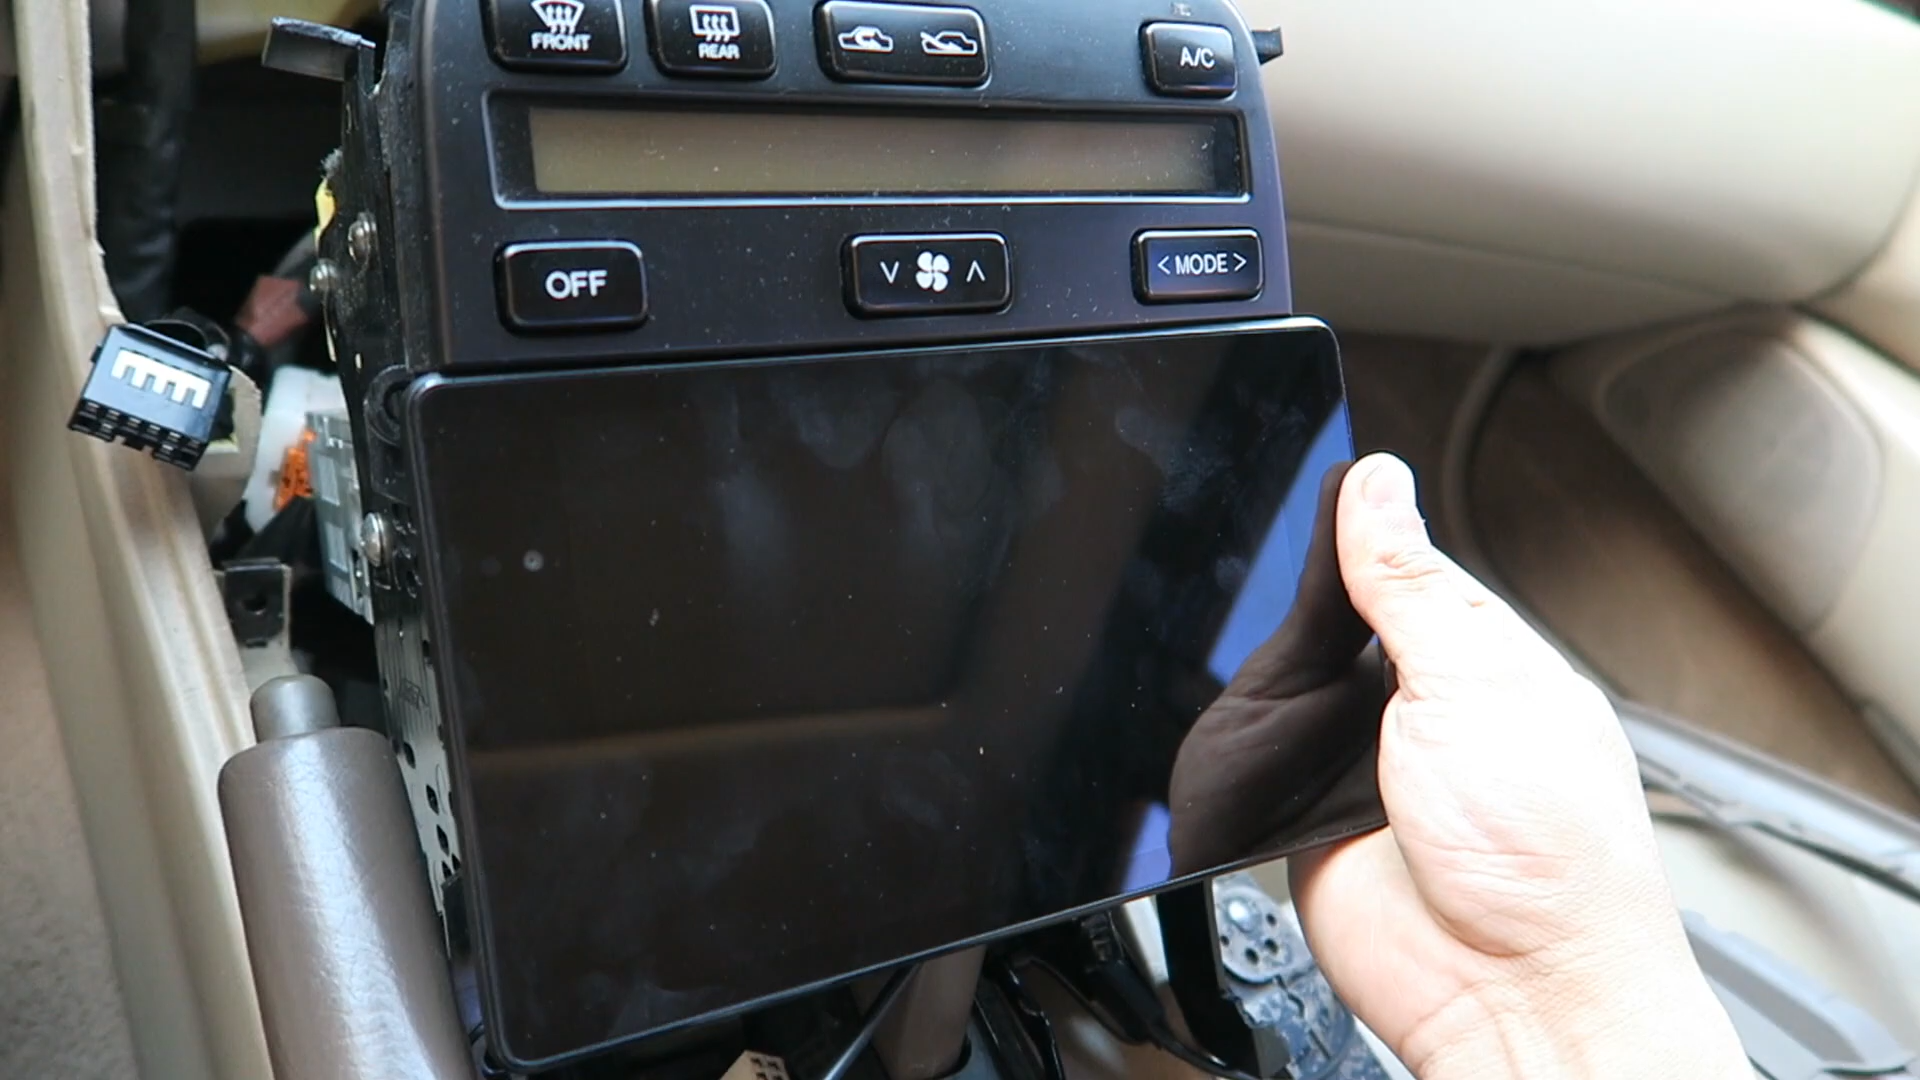 FRONT
REAR
A/C
OFF
∨ ∧
< MODE >